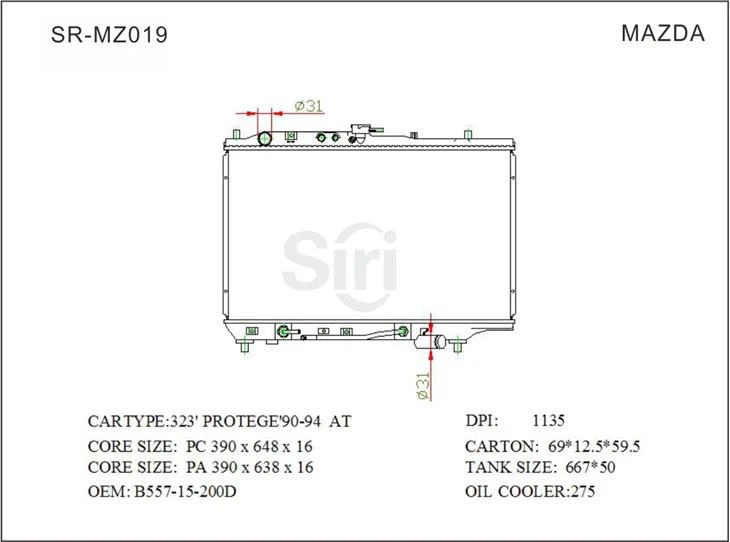 SR-MZ019
MAZDA
Ø31
Siri
Ø31
CARTYPE:323' PROTEGE'90-94 AT
DPI: 1135
CORE SIZE: PC 390 x 648 x 16
CARTON: 69*12.5*59.5
CORE SIZE: PA 390 x 638 x 16
TANK SIZE: 667*50
OEM: B557-15-200D
OIL COOLER:275